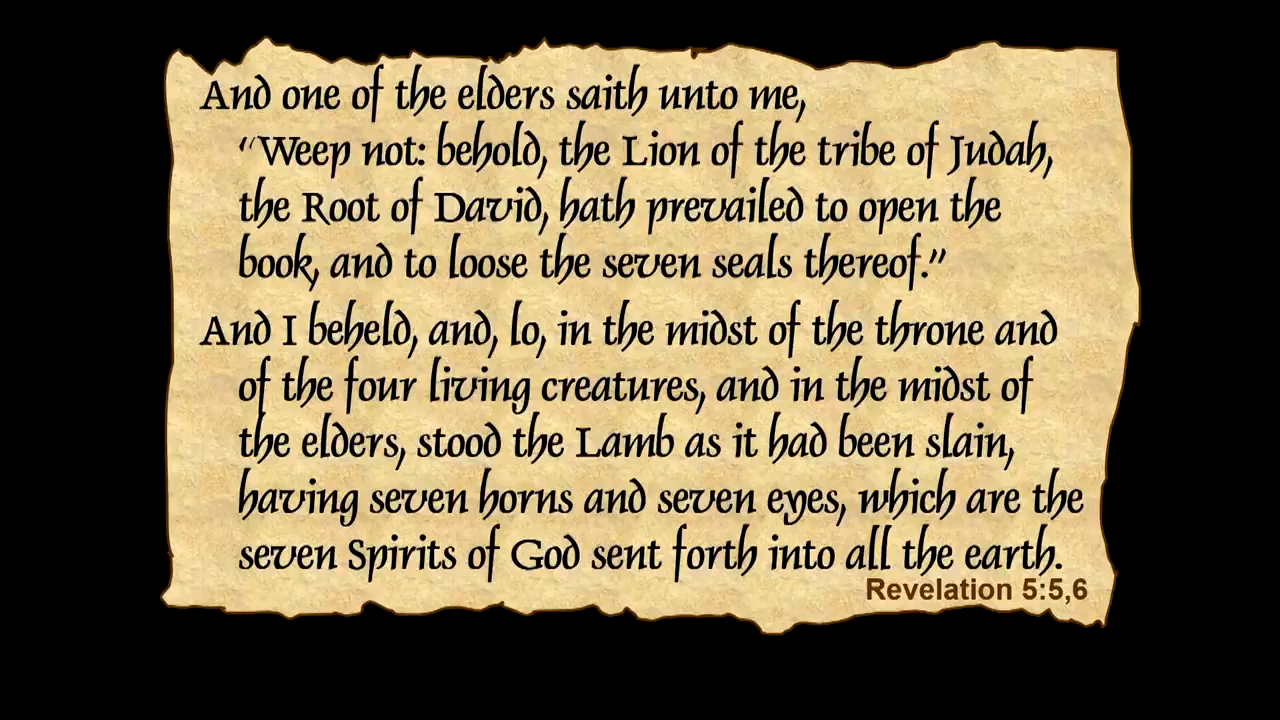 And one of the elders saith unto me,
“Weep not: behold, the Lion of the tribe of Judah,
the Root of David, hath prevailed to open the
book, and to loose the seven seals thereof.”
And I beheld, and, lo, in the midst of the throne and
of the four living creatures, and in the midst of
the elders, stood the Lamb as it had been slain,
having seven horns and seven eyes, which are the
seven Spirits of God sent forth into all the earth.
Revelation 5:5,6